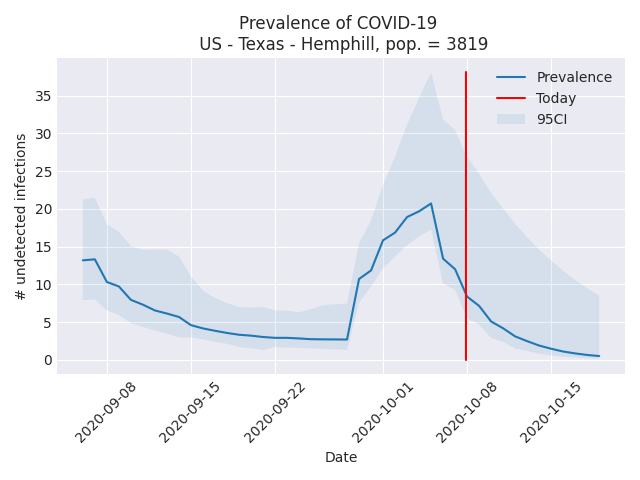 Prevalence of COVID-19
US - Texas - Hemphill, pop. = 3819
# undetected infections
35
30
25
20
15
10
5
0
Prevalence
Today
95CI
2020-09-08
2020-09-15
2020-09-22
2020-10-01
2020-10-08
2020-10-15
Date